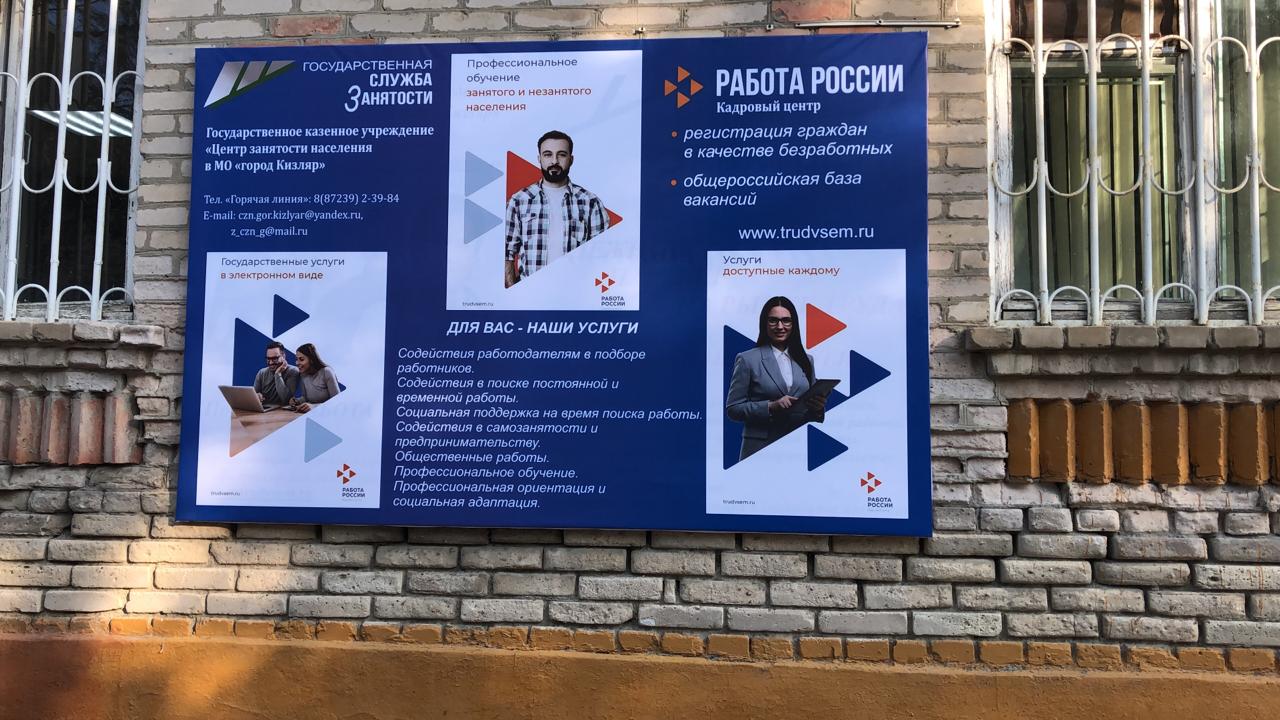 ГОСУДАРСТВЕННАЯ
СЛУЖБА
ЗАНЯТОСТИ
Государственное казенное учреждение
«Центр занятости населения
в МО «город Кизляр»
Тел. «Горячая линия»: 8(87239) 2-39-84
E-mail: czn.gor.kizlyar@yandex.ru,
z_czn_g@mail.ru
Государственные услуги
в электронном виде
trudvsem.ru
РАБОТА
РОССИИ
Профессиональное
обучение
занятого и незанятого
населения
trudvsem.ru
РАБОТА
РОССИИ
ДЛЯ ВАС - НАШИ УСЛУГИ
Содействия работодателям в подборе
работников.
Содействия в поиске постоянной и
временной работы.
Социальная поддержка на время поиска работы.
Содействия в самозанятости и
предпринимательству.
Общественные работы.
Профессиональное обучение.
Профессиональная ориентация и
социальная адаптация.
РАБОТА РОССИИ
Кадровый центр
• регистрация граждан
в качестве безработных
• общероссийская база
вакансий
www.trudvsem.ru
Услуги
доступные каждому
trudvsem.ru
РАБОТА
РОССИИ